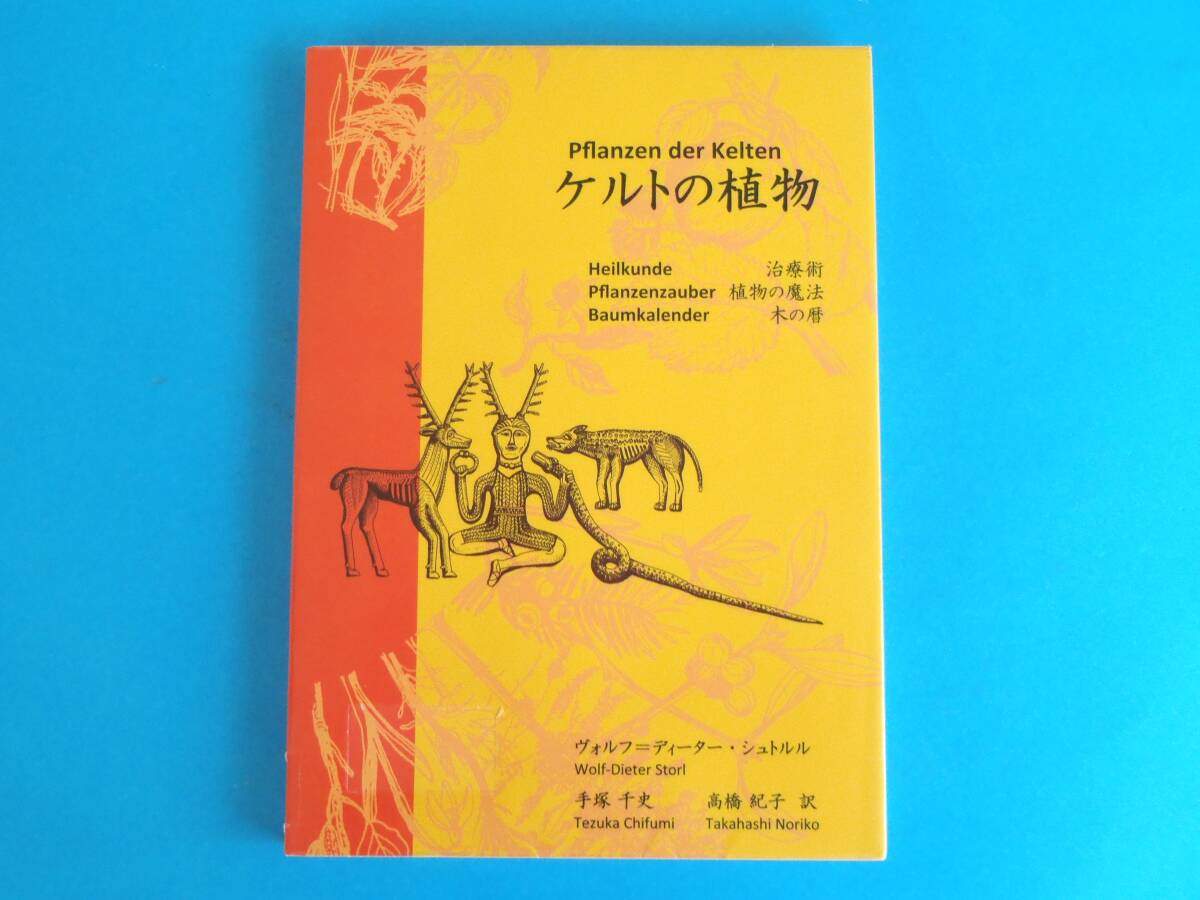 Pflanzen der Kelten
ケルトの植物
Heilkunde 治療術
Pflanzenzauber 植物の魔法
Baumkalender 木の暦
ヴォルフ＝ディーター・シュトルル
Wolf-Dieter Storl
手塚 千史 高橋 紀子 訳
Tezuka Chifumi Takahashi Noriko